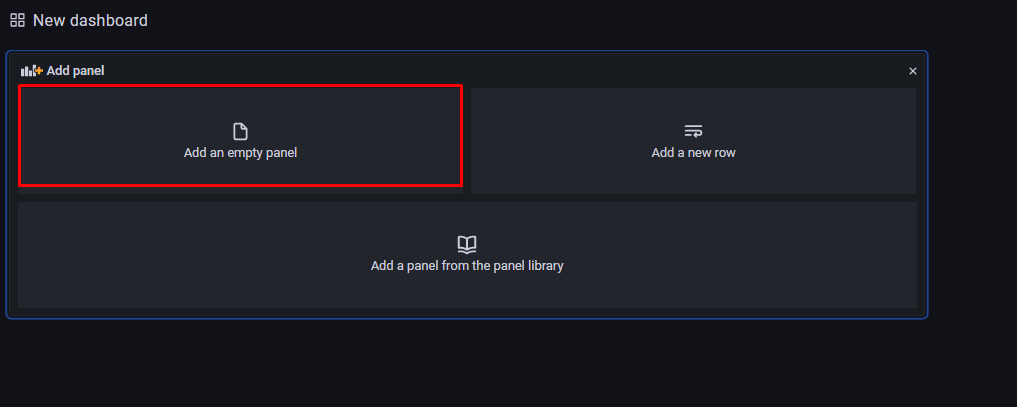 New dashboard
Add panel
Add an empty panel
Add a new row
Add a panel from the panel library